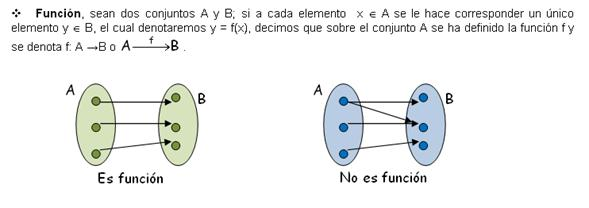 ❖ Función, sean dos conjuntos A y B; si a cada elemento x ∊ A se le hace corresponder un único
elemento y ∊ B, el cual denotaremos y = f(x), decimos que sobre el conjunto A se ha definido la función f y
se denota f: A →B o A —f→ B .
A B
A B
Es función
No es función